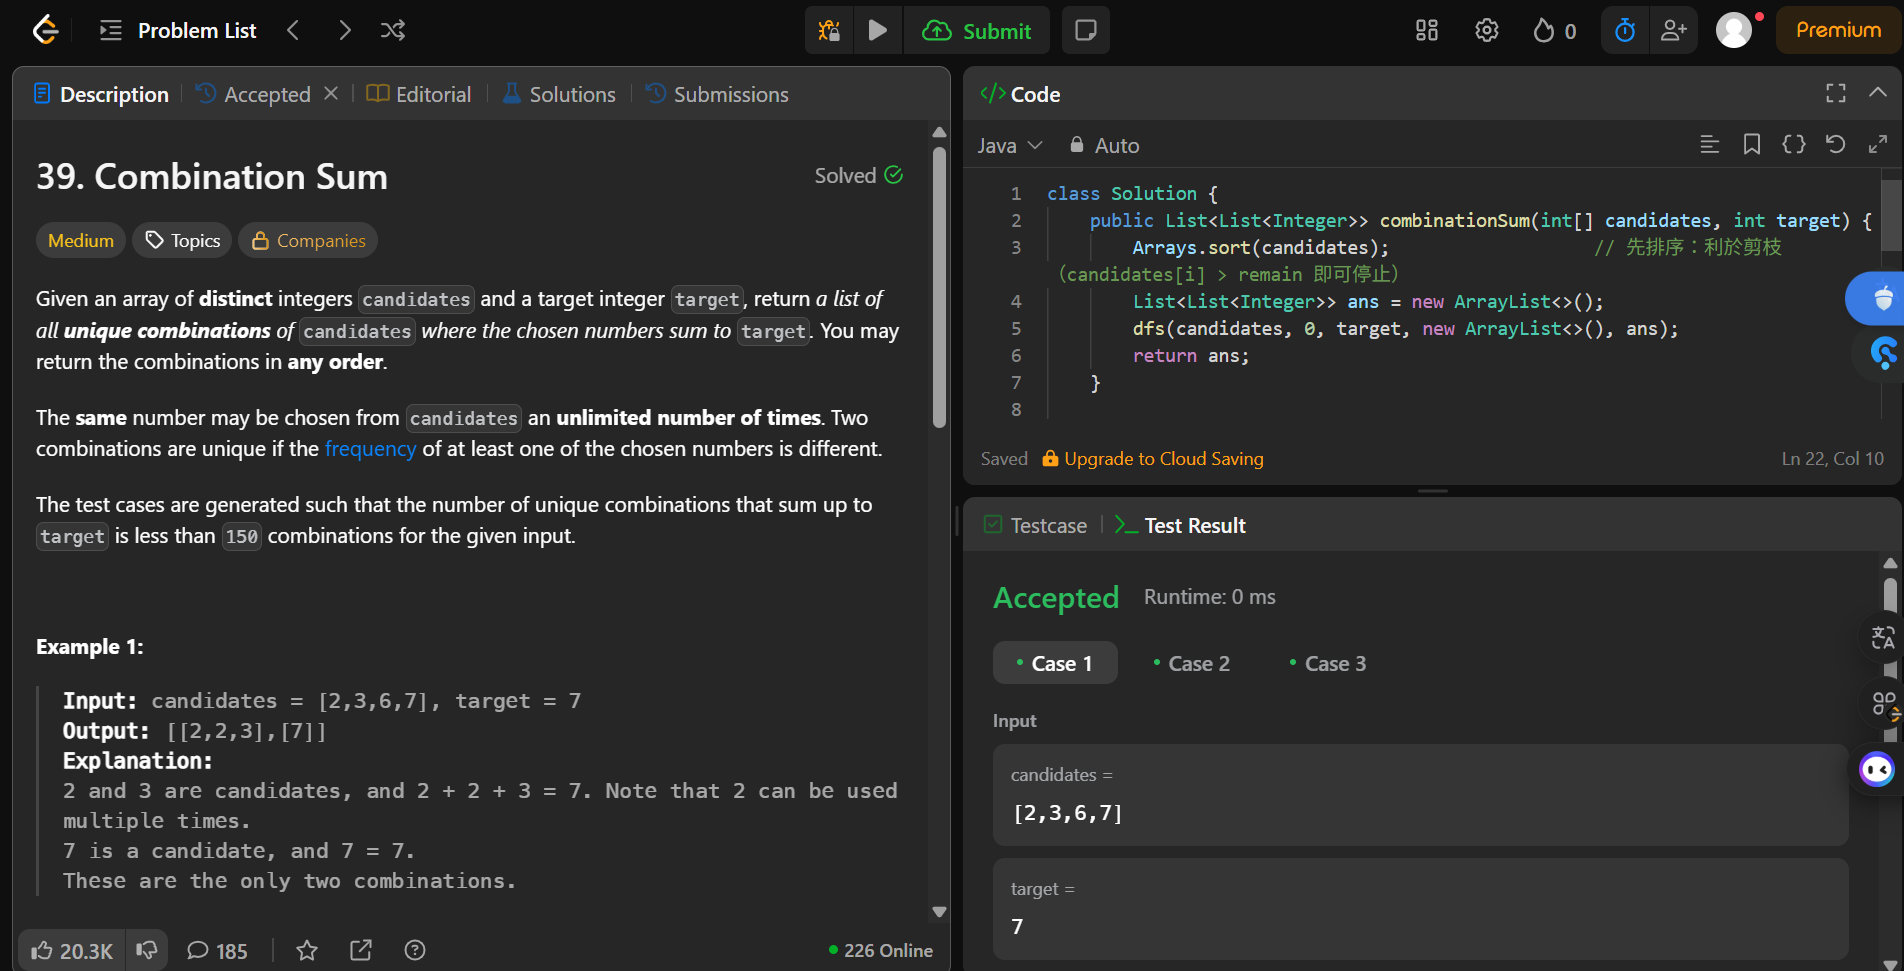 Problem List
Submit
0
Premium
Description
Accepted
Editorial
Solutions
Submissions
39. Combination Sum
Solved
Medium
Topics
Companies
Given an array of distinct integers candidates and a target integer target, return a list of
all unique combinations of candidates where the chosen numbers sum to target. You may
return the combinations in any order.
The same number may be chosen from candidates an unlimited number of times. Two
combinations are unique if the frequency of at least one of the chosen numbers is different.
The test cases are generated such that the number of unique combinations that sum up to
target is less than 150 combinations for the given input.
Example 1:
Input: candidates = [2,3,6,7], target = 7
Output: [[2,2,3],[7]]
Explanation:
2 and 3 are candidates, and 2 + 2 + 3 = 7. Note that 2 can be used
multiple times.
7 is a candidate, and 7 = 7.
These are the only two combinations.
20.3K
185
226 Online
</> Code
Java
Auto
1 class Solution {
2 public List<List<Integer>> combinationSum(int[] candidates, int target) {
3 Arrays.sort(candidates); // 先排序：利於剪枝
（candidates[i] > remain 即可停止）
4 List<List<Integer>> ans = new ArrayList<>();
5 dfs(candidates, 0, target, new ArrayList<>(), ans);
6 return ans;
7 }
8
Saved
Upgrade to Cloud Saving
Ln 22, Col 10
Testcase
Test Result
Accepted
Runtime: 0 ms
Case 1
Case 2
Case 3
Input
candidates =
[2,3,6,7]
target =
7